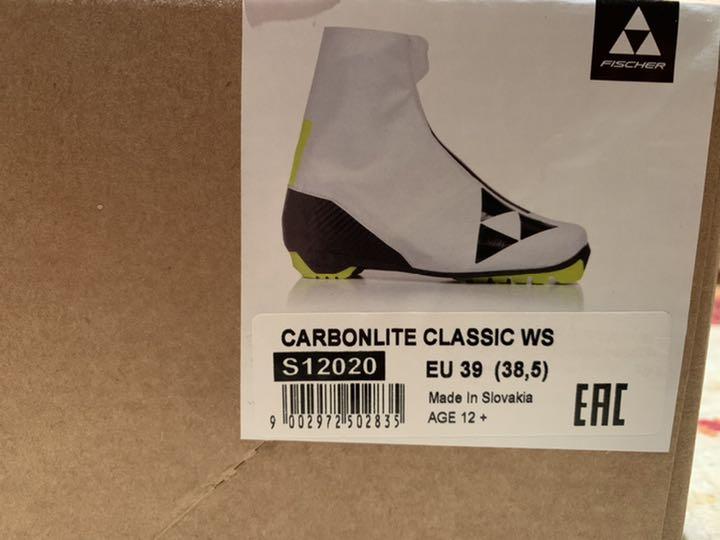 FISCHER
CARBONLITE CLASSIC WS
S12020
EU 39 (38,5)
Made In Slovakia
AGE 12 +
9 002972 502835
EAC